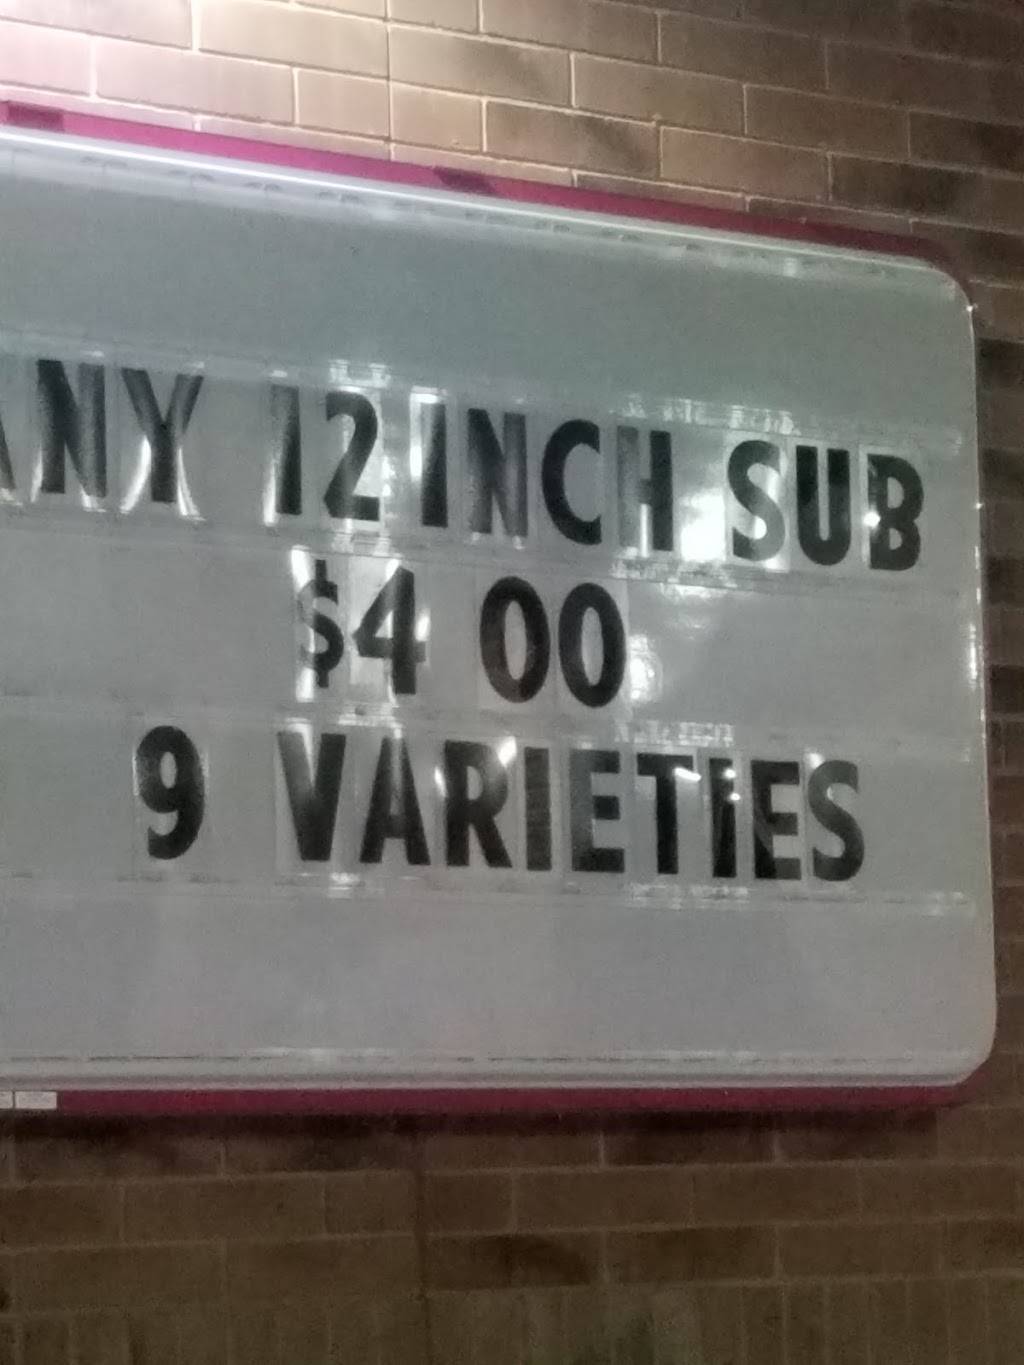 ANY 12 INCH SUB
$4 00
9 VARIETIES